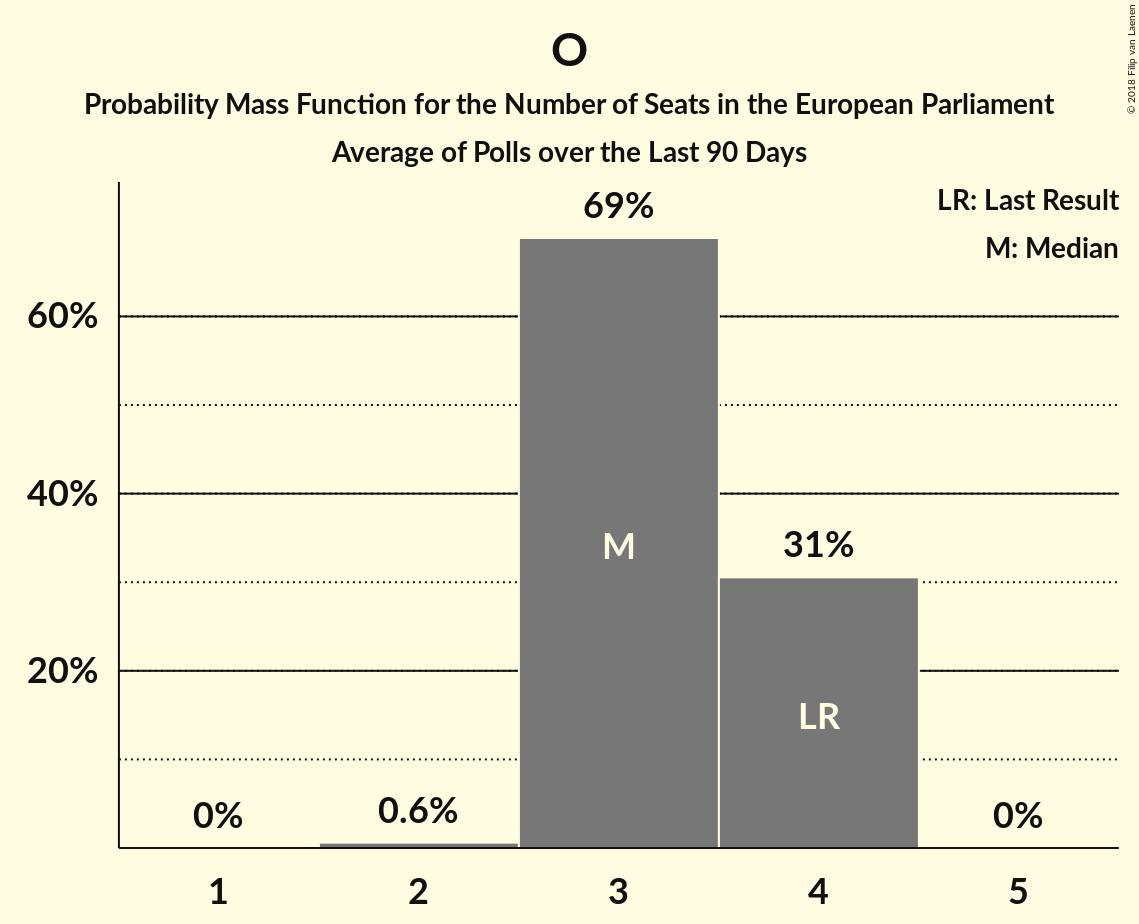 O
Probability Mass Function for the Number of Seats in the European Parliament
Average of Polls over the Last 90 Days
© 2018 Filip van Laenen
LR: Last Result
M: Median
69%
60%
40%
M
31%
20%
LR
0%
0.6%
0%
1 2 3 4 5